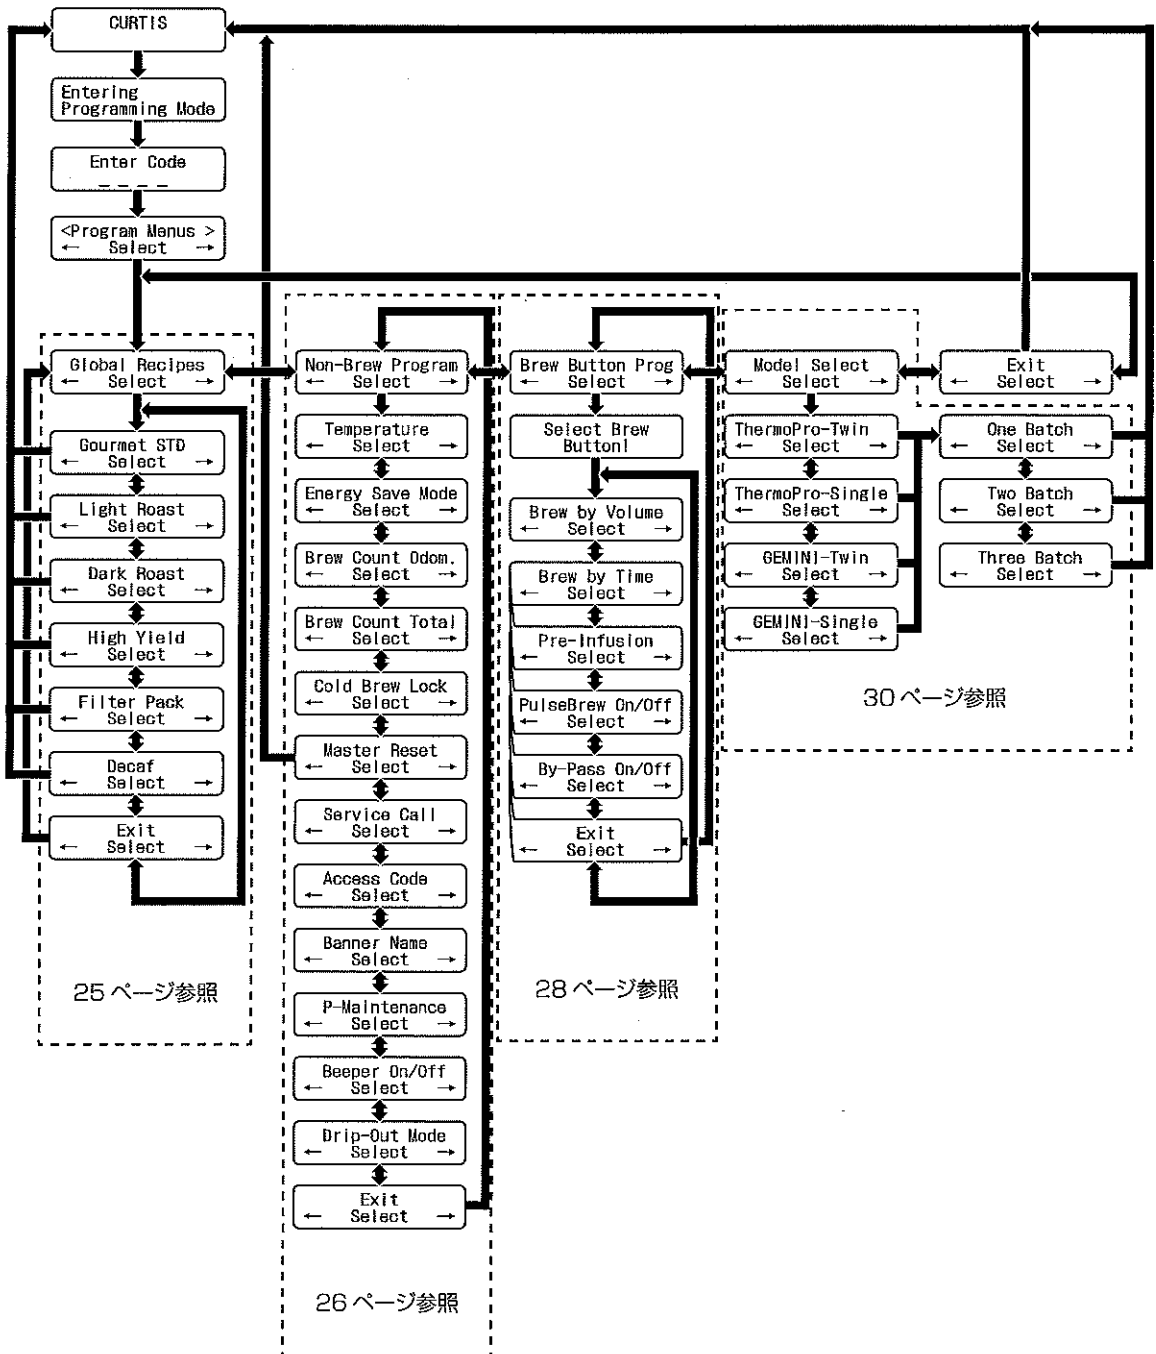 CURTIS
Entering
Programming Mode
Enter Code
_ _ _ _
<Program Menus >
← Select →
Global Recipes
← Select →
Gourmet STD
← Select →
Light Roast
← Select →
Dark Roast
← Select →
High Yield
← Select →
Filter Pack
← Select →
Decaf
← Select →
Exit
← Select →
25 ページ参照
Non-Brew Program
← Select →
Temperature
← Select →
Energy Save Mode
← Select →
Brew Count Odom.
← Select →
Brew Count Total
← Select →
Cold Brew Lock
← Select →
Master Reset
← Select →
Service Call
← Select →
Access Code
← Select →
Banner Name
← Select →
P-Maintenance
← Select →
Beeper On/Off
← Select →
Drip-Out Mode
← Select →
Exit
← Select →
26 ページ参照
Brew Button Prog
← Select →
Select Brew
Button!
Brew by Volume
← Select →
Brew by Time
← Select →
Pre-Infusion
← Select →
PulseBrew On/Off
← Select →
By-Pass On/Off
← Select →
Exit
← Select →
28 ページ参照
Model Select
← Select →
ThermoPro-Twin
← Select →
ThermoPro-Single
← Select →
GEMINI-Twin
← Select →
GEMINI-Single
← Select →
Exit
← Select →
One Batch
← Select →
Two Batch
← Select →
Three Batch
← Select →
30 ページ参照